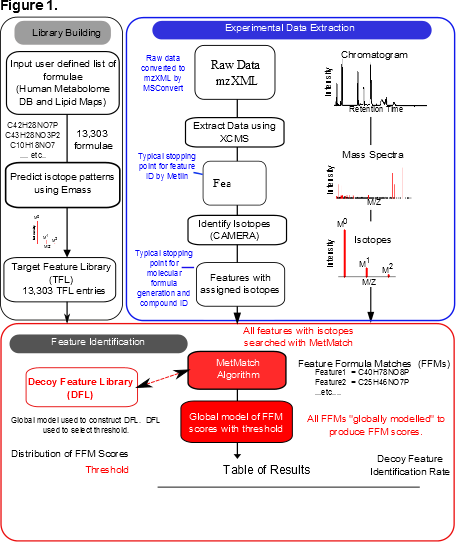 Figure 1.
Library Building
Input user defined list of
formulae
(Human Metabolome
DB and Lipid Maps)
C42H28NO7P
C43H28NO3P2
C10H18NO7
.... etc..
13,303
formulae
Predict isotope patterns
using Emass
M0
M1
M/Z
Target Feature Library
(TFL)
13,303 TFL entries
Experimental Data Extraction
Raw data
converted to
mzXML by
MSConvert
Raw Data
mzXML
Extract Data using
XCMS
Typical stopping
point for feature
ID by Metlin
Fea
Identify Isotopes
(CAMERA)
Typical stopping
point for
molecular
formula
generation and
compound ID
Features with
assigned isotopes
Chromatogram
Intensity
Retention Time
Mass Spectra
Intensity
M/Z
Isotopes
Intensity
M0
M1
M2
M/Z
Feature Identification
All features with isotopes
searched with MetMatch
MetMatch
Algorithm
Decoy Feature Library
(DFL)
Feature Formula Matches (FFMs)
Feature1 = C40H78NO8P
Feature2 = C25H46NO7P
...etc....
Global model used to construct DFL. DFL
used to select threshold.
Global model of FFM
scores with threshold
All FFMs "globally modelled" to
produce FFM scores.
Distribution of FFM Scores
Threshold
Table of Results
Decoy Feature
Identification Rate